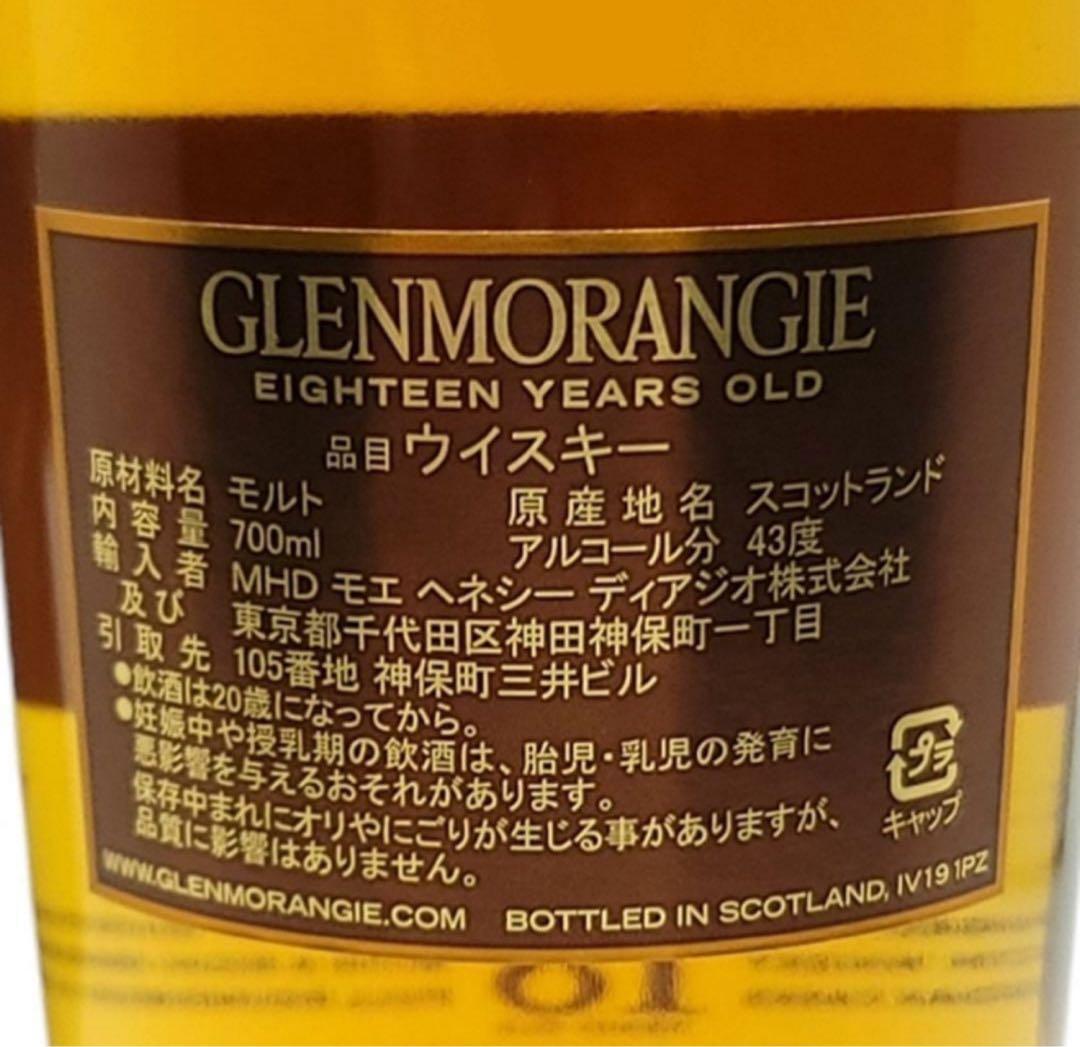 GLENMORANGIE
EIGHTEEN YEARS OLD
品目 ウイスキー
原材料名 モルト 原産地名 スコットランド
内容量 700ml アルコール分 43度
輸入者 MHD モエ ヘネシー ディアジオ株式会社
及び 東京都千代田区神田神保町一丁目
引取先 105番地 神保町三井ビル
●飲酒は20歳になってから。
●妊娠中や授乳期の飲酒は、胎児・乳児の発育に
悪影響を与えるおそれがあります。
保存中まれにオリやにごりが生じる事がありますが、
品質に影響はありません。
プラ
キャップ
WWW.GLENMORANGIE.COM BOTTLED IN SCOTLAND, IV19 1PZ